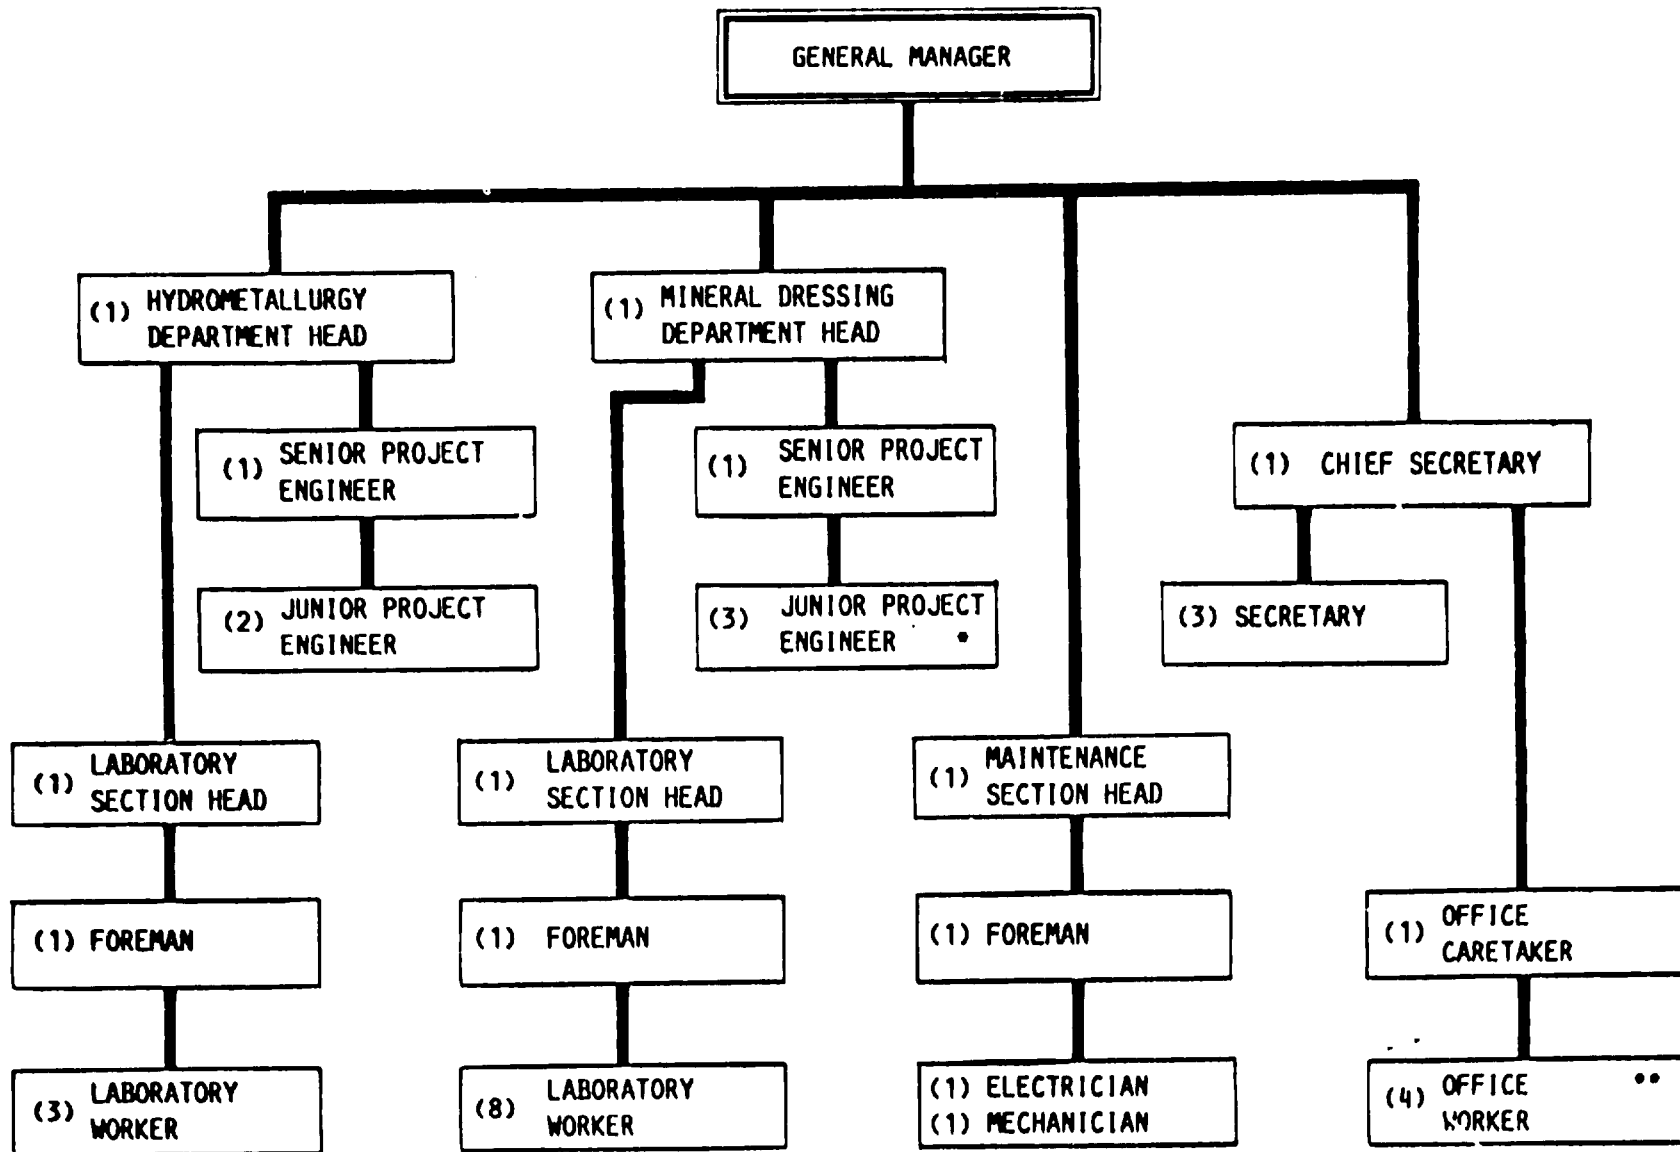 GENERAL MANAGER
(1) HYDROMETALLURGY
DEPARTMENT HEAD
(1) MINERAL DRESSING
DEPARTMENT HEAD
(1) SENIOR PROJECT
ENGINEER
(1) SENIOR PROJECT
ENGINEER
(1) CHIEF SECRETARY
(2) JUNIOR PROJECT
ENGINEER
(3) JUNIOR PROJECT
ENGINEER *
(3) SECRETARY
(1) LABORATORY
SECTION HEAD
(1) LABORATORY
SECTION HEAD
(1) MAINTENANCE
SECTION HEAD
(1) FOREMAN
(1) FOREMAN
(1) FOREMAN
(1) OFFICE
CARETAKER
(3) LABORATORY
WORKER
(8) LABORATORY
WORKER
(1) ELECTRICIAN
(1) MECHANICIAN
(4) OFFICE **
WORKER